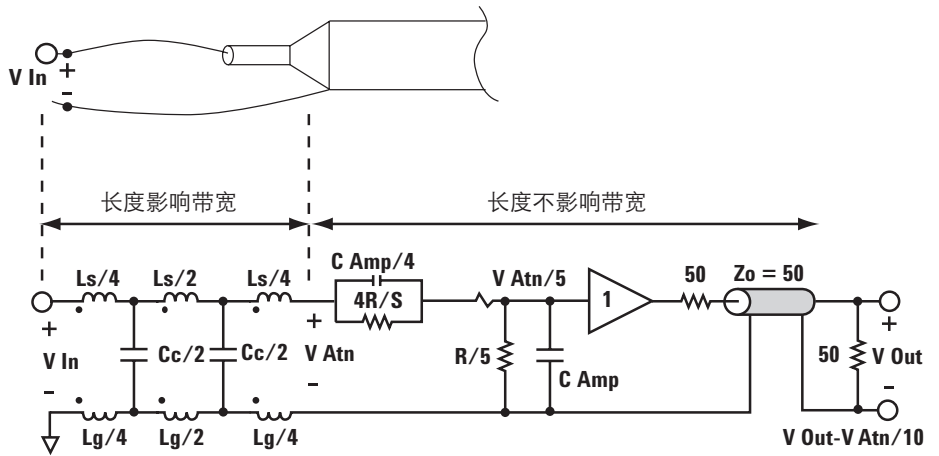 V In
+
-
长度影响带宽
长度不影响带宽
Ls/4
Ls/2
Ls/4
C Amp/4
4R/S
V Atn/5
1
50
Zo = 50
+
V In
-
Cc/2
Cc/2
+
V Atn
-
R/5
C Amp
50
+
V Out
-
Lg/4
Lg/2
Lg/4
V Out-V Atn/10